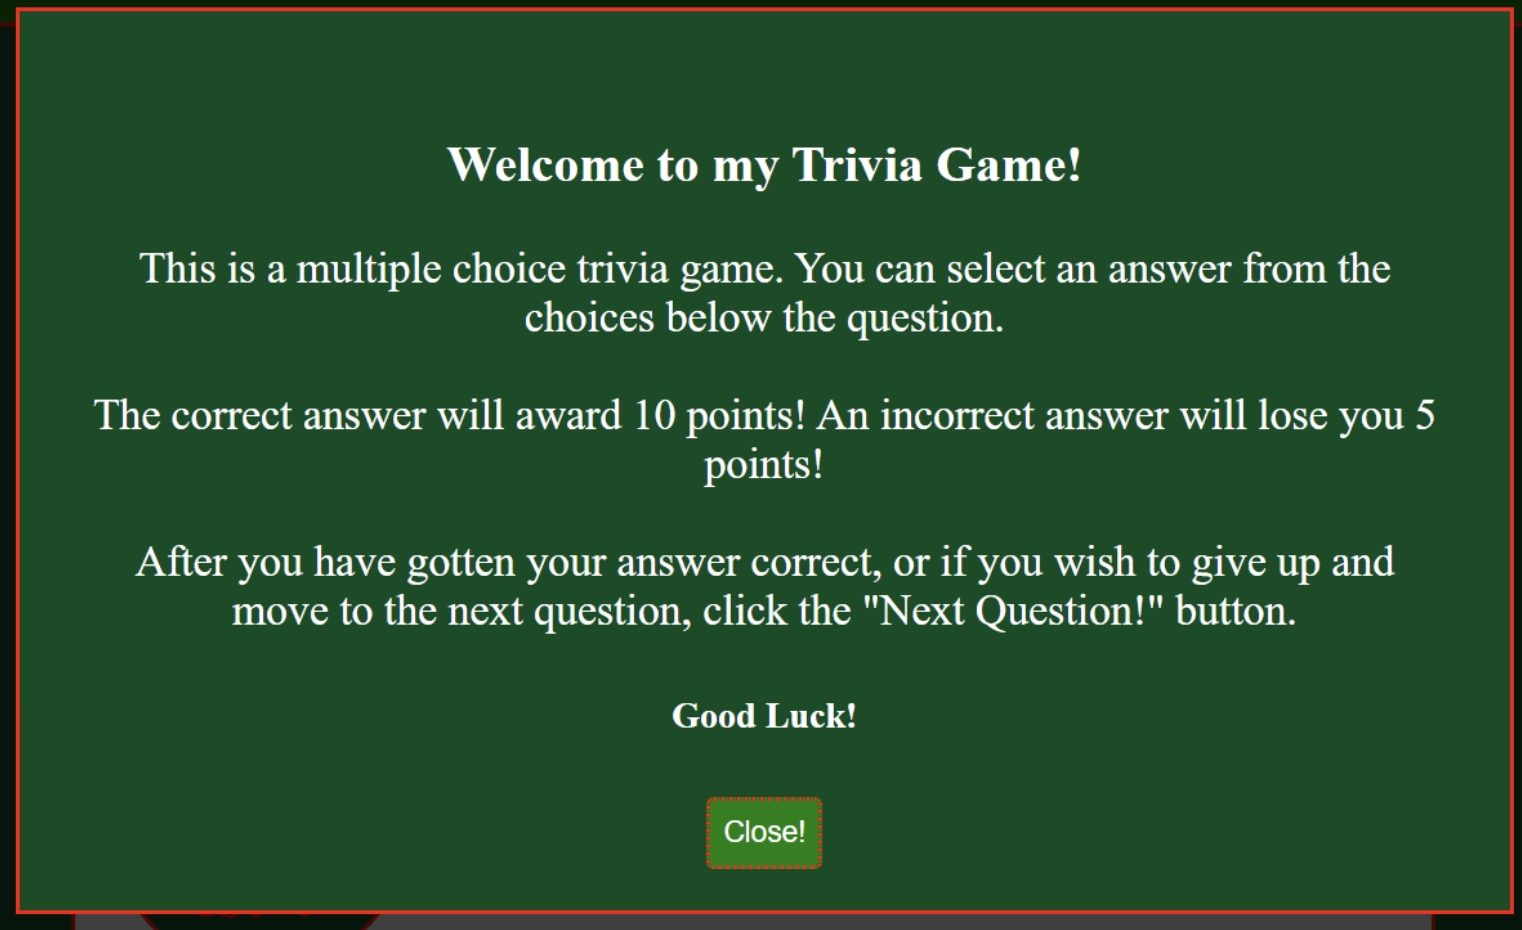 Welcome to my Trivia Game!
This is a multiple choice trivia game. You can select an answer from the
choices below the question.
The correct answer will award 10 points! An incorrect answer will lose you 5
points!
After you have gotten your answer correct, or if you wish to give up and
move to the next question, click the "Next Question!" button.
Good Luck!
Close!